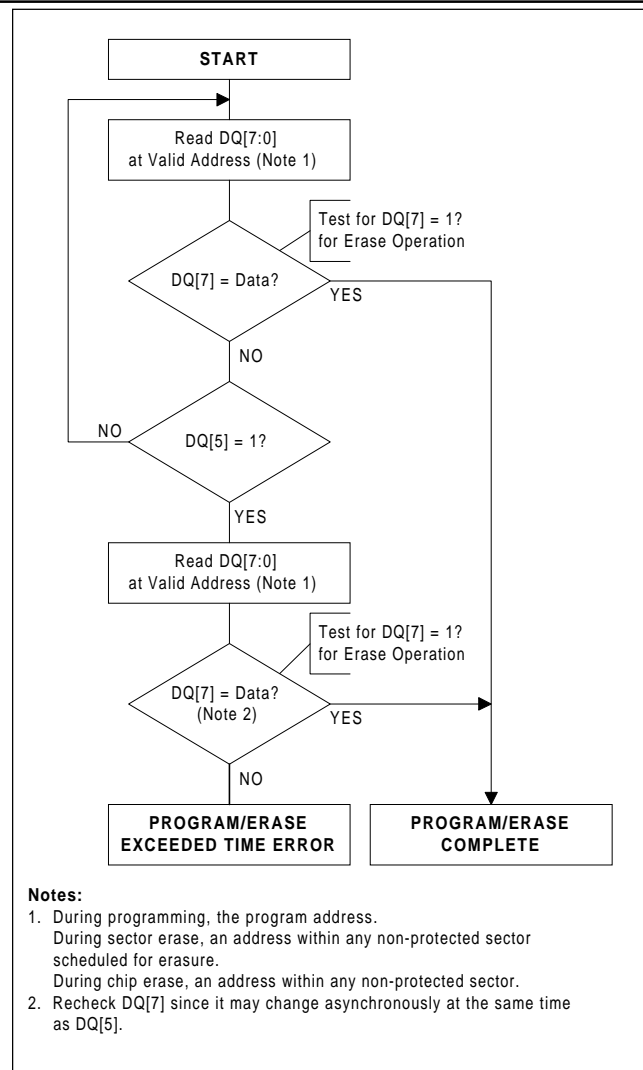 START
Read DQ[7:0]
at Valid Address (Note 1)
Test for DQ[7] = 1?
for Erase Operation
DQ[7] = Data?
YES
NO
NO
DQ[5] = 1?
YES
Read DQ[7:0]
at Valid Address (Note 1)
Test for DQ[7] = 1?
for Erase Operation
DQ[7] = Data?
(Note 2)
YES
NO
PROGRAM/ERASE
EXCEEDED TIME ERROR
PROGRAM/ERASE
COMPLETE
Notes:
1. During programming, the program address.
During sector erase, an address within any non-protected sector
scheduled for erasure.
During chip erase, an address within any non-protected sector.
2. Recheck DQ[7] since it may change asynchronously at the same time
as DQ[5].